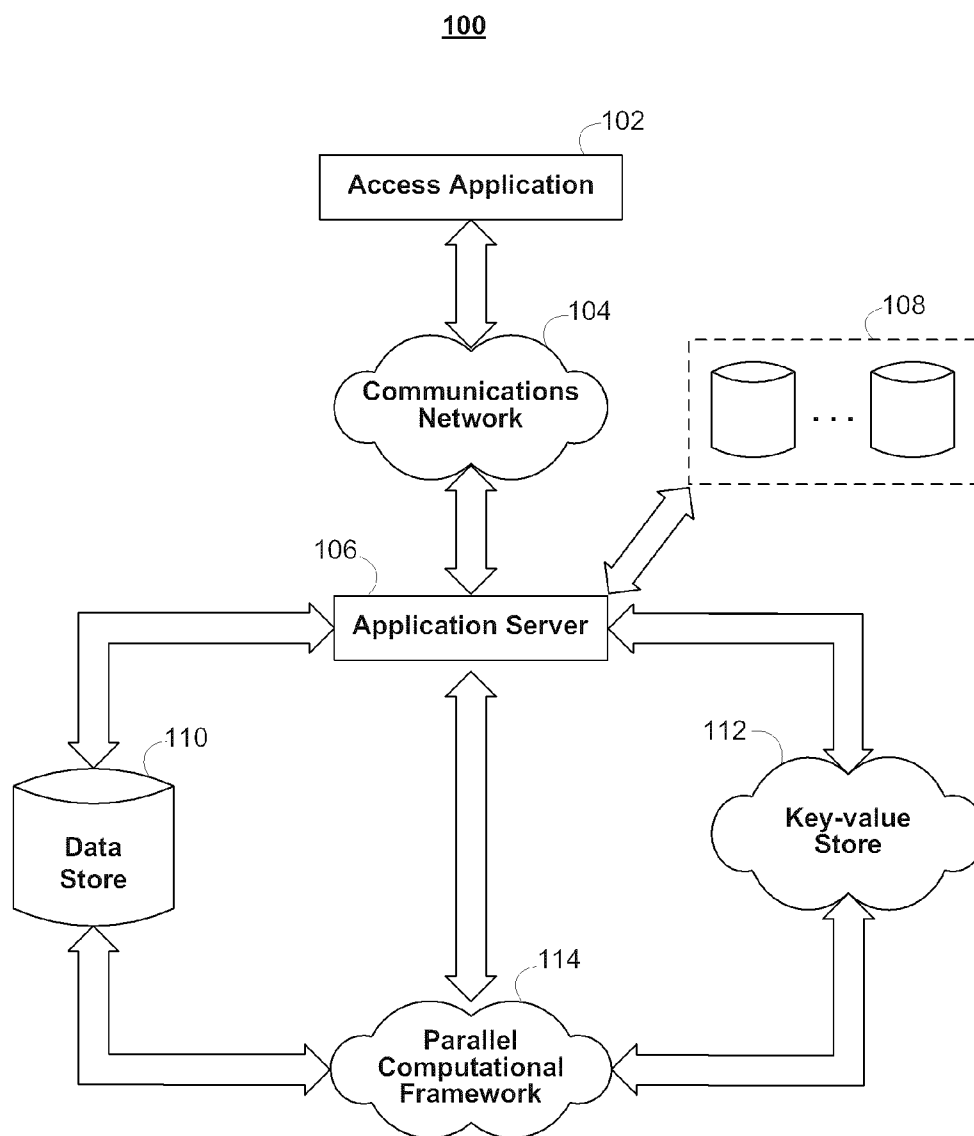 100
102
Access Application
104
108
Communications
Network
. . .
106
Application Server
110
112
Data
Store
Key-value
Store
114
Parallel
Computational
Framework